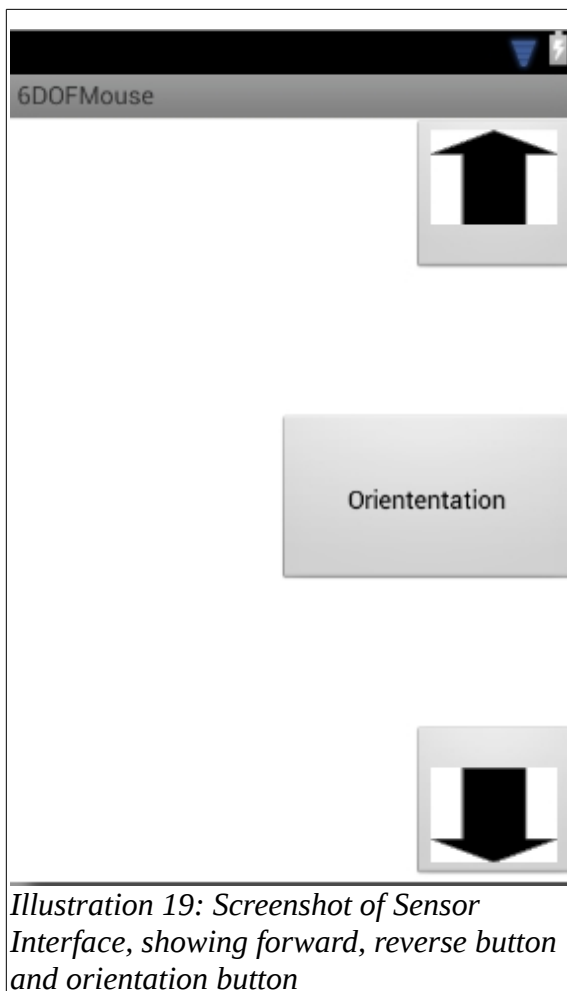 6DOFMouse
Oriententation
Illustration 19: Screenshot of Sensor
Interface, showing forward, reverse button
and orientation button